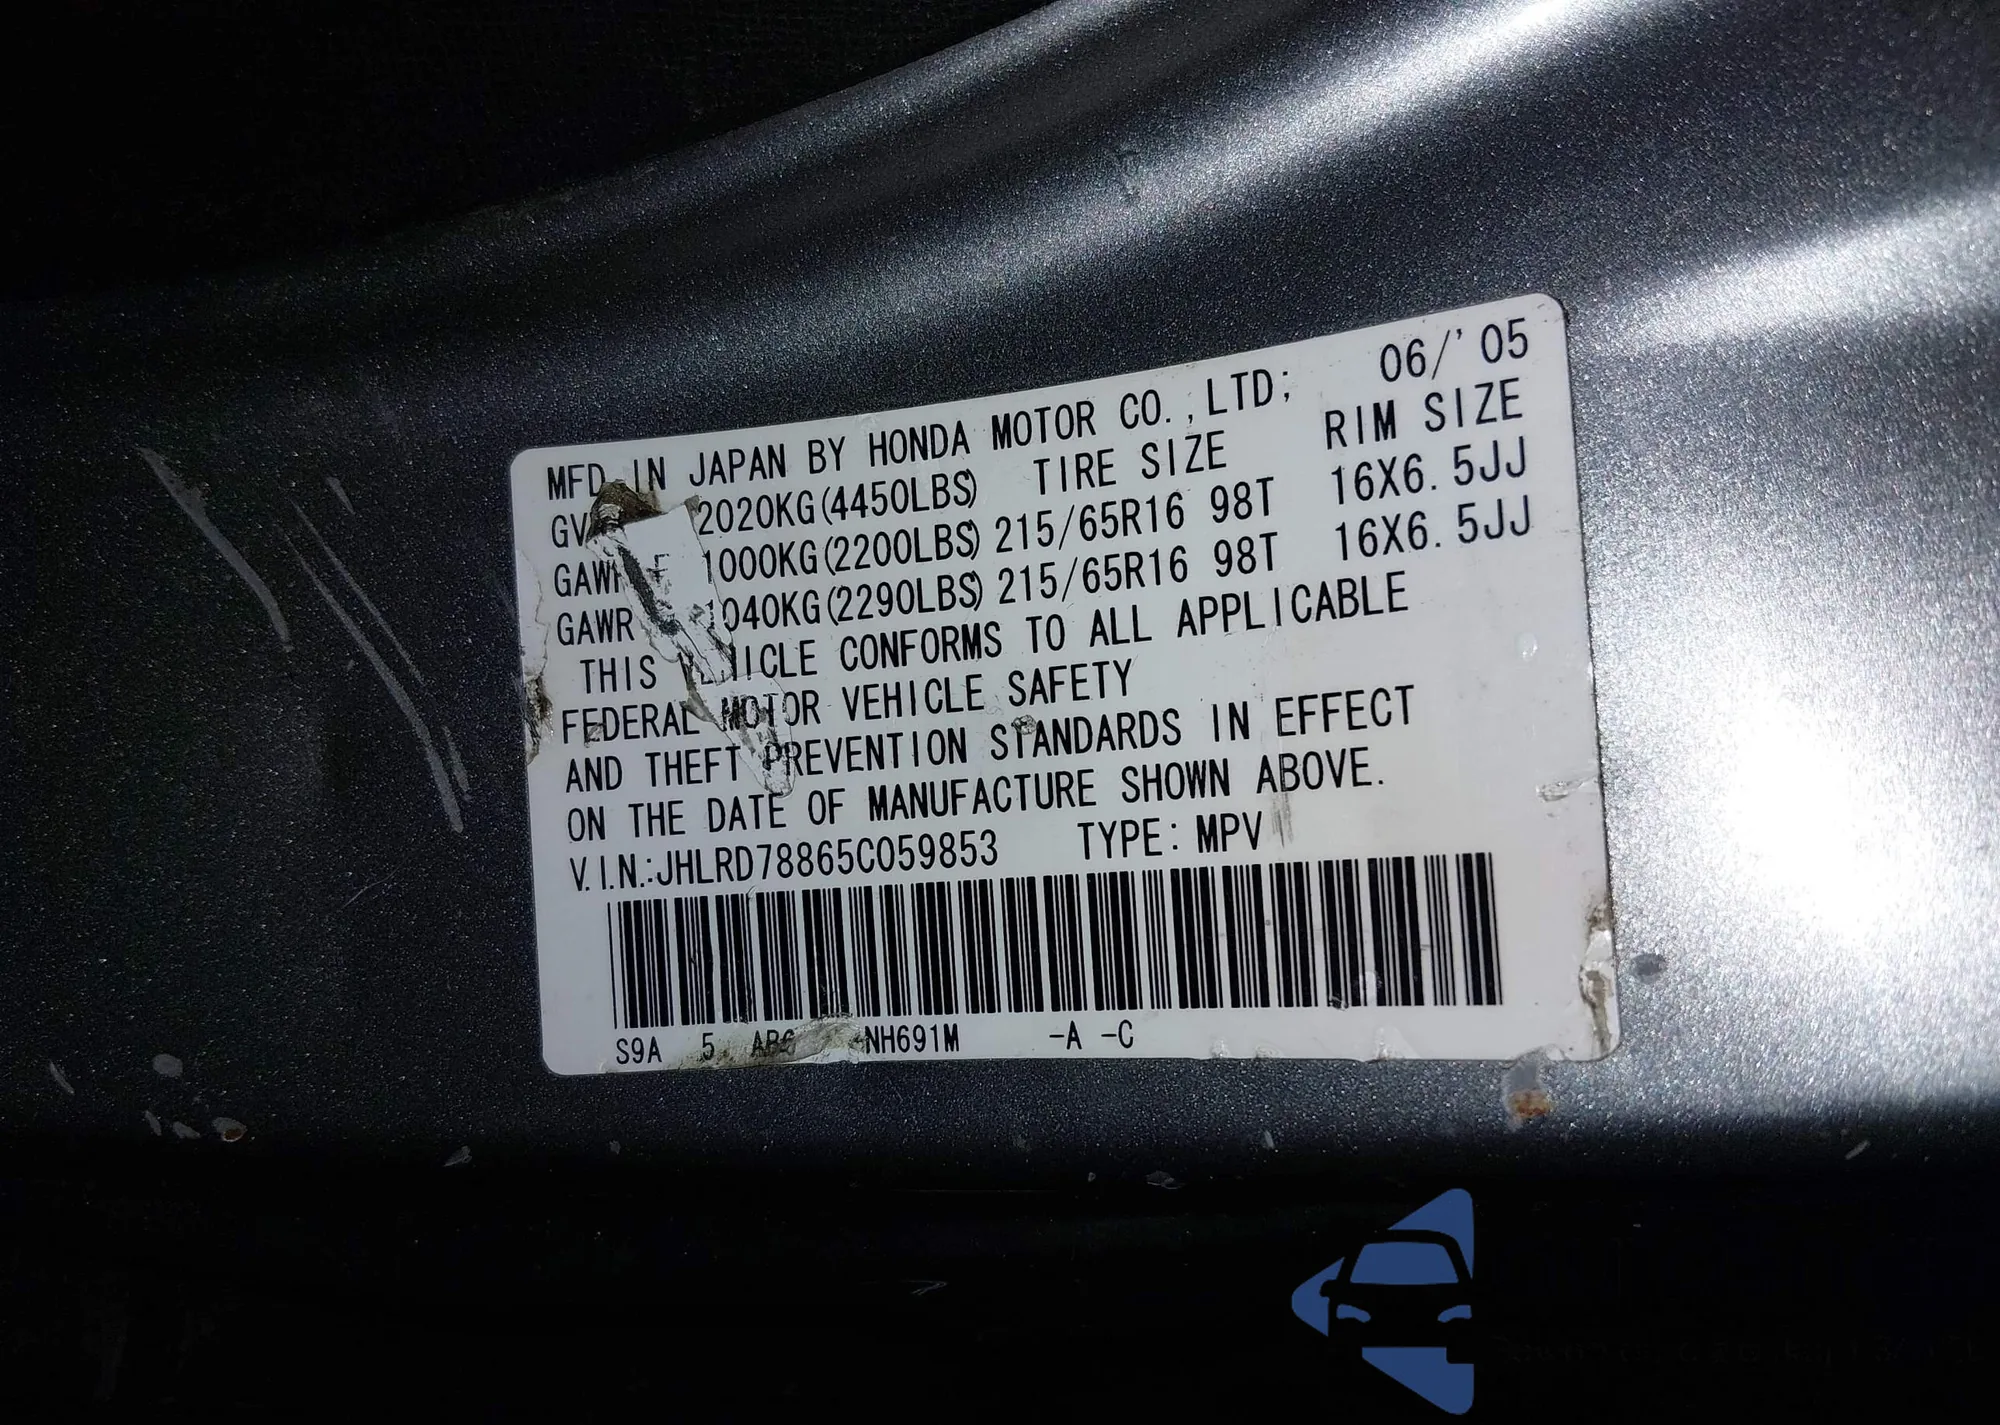 MFD. IN JAPAN BY HONDA MOTOR CO.,LTD; 06/'05
2020KG(4450LBS) TIRE SIZE RIM SIZE
1000KG(2200LBS) 215/65R16 98T 16X6.5JJ
GAWR 1040KG(2290LBS) 215/65R16 98T 16X6.5JJ
THIS VEHICLE CONFORMS TO ALL APPLICABLE
FEDERAL MOTOR VEHICLE SAFETY
AND THEFT PREVENTION STANDARDS IN EFFECT
ON THE DATE OF MANUFACTURE SHOWN ABOVE.
V.I.N.:JHLRD78865C059853 TYPE: MPV
S9A 5 NH691M -A -C